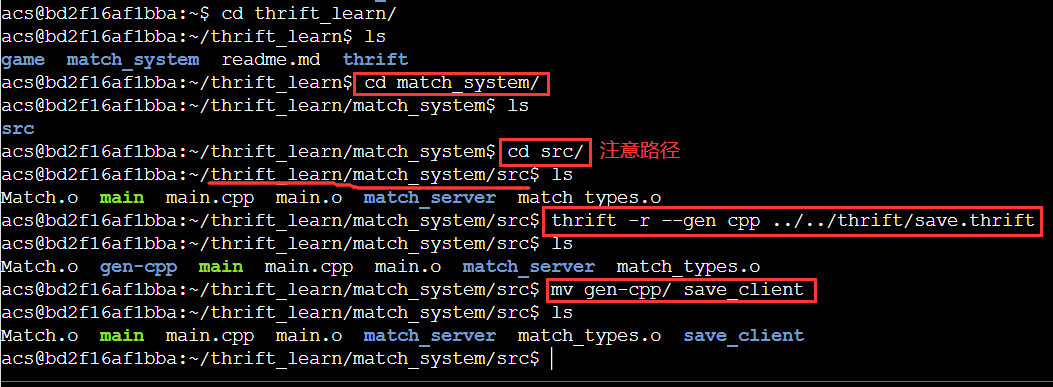 acs@bd2f16af1bba:~$ cd thrift_learn/
acs@bd2f16af1bba:~/thrift_learn$ ls
game  match_system  readme.md  thrift
acs@bd2f16af1bba:~/thrift_learn$ cd match_system/
acs@bd2f16af1bba:~/thrift_learn/match_system$ ls
src
acs@bd2f16af1bba:~/thrift_learn/match_system$ cd src/ 注意路径
acs@bd2f16af1bba:~/thrift_learn/match_system/src$ ls
Match.o  main  main.cpp  main.o  match_server  match_types.o
acs@bd2f16af1bba:~/thrift_learn/match_system/src$ thrift -r --gen cpp ../../thrift/save.thrift
acs@bd2f16af1bba:~/thrift_learn/match_system/src$ ls
Match.o  gen-cpp  main  main.cpp  main.o  match_server  match_types.o
acs@bd2f16af1bba:~/thrift_learn/match_system/src$ mv gen-cpp/ save_client
acs@bd2f16af1bba:~/thrift_learn/match_system/src$ ls
Match.o  main  main.cpp  main.o  match_server  match_types.o  save_client
acs@bd2f16af1bba:~/thrift_learn/match_system/src$